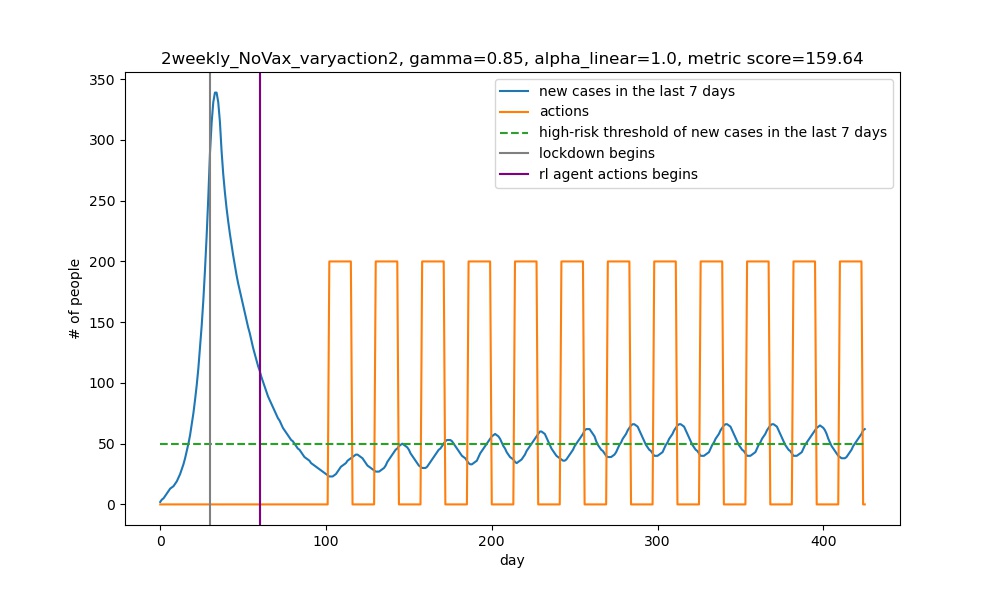 2weekly_NoVax_varyaction2, gamma=0.85, alpha_linear=1.0, metric score=159.64
new cases in the last 7 days
actions
high-risk threshold of new cases in the last 7 days
lockdown begins
rl agent actions begins
# of people
350
300
250
200
150
100
50
0
0 100 200 300 400
day